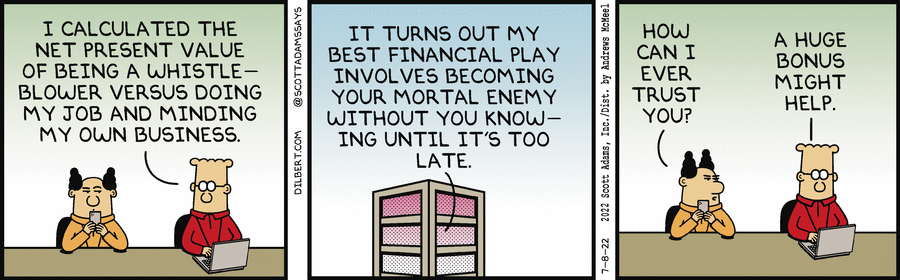 I CALCULATED THE
NET PRESENT VALUE
OF BEING A WHISTLE–
BLOWER VERSUS DOING
MY JOB AND MINDING
MY OWN BUSINESS.
DILBERT.COM @SCOTTADAMSSAYS
IT TURNS OUT MY
BEST FINANCIAL PLAY
INVOLVES BECOMING
YOUR MORTAL ENEMY
WITHOUT YOU KNOW–
ING UNTIL IT'S TOO
LATE.
7-8-22 2022 Scott Adams, Inc./Dist. by Andrews McMeel
HOW
CAN I
EVER
TRUST
YOU?
A HUGE
BONUS
MIGHT
HELP.